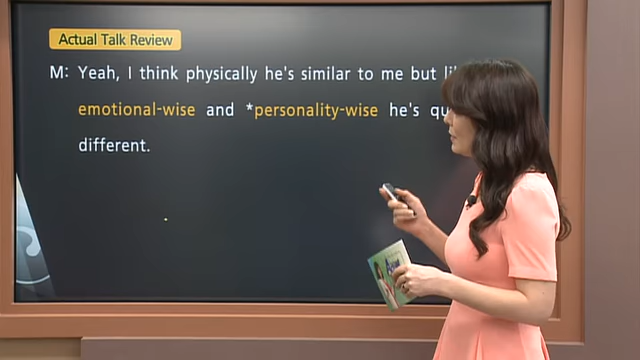 Actual Talk Review
M: Yeah, I think physically he's similar to me but
emotional-wise and *personality-wise he's
different.